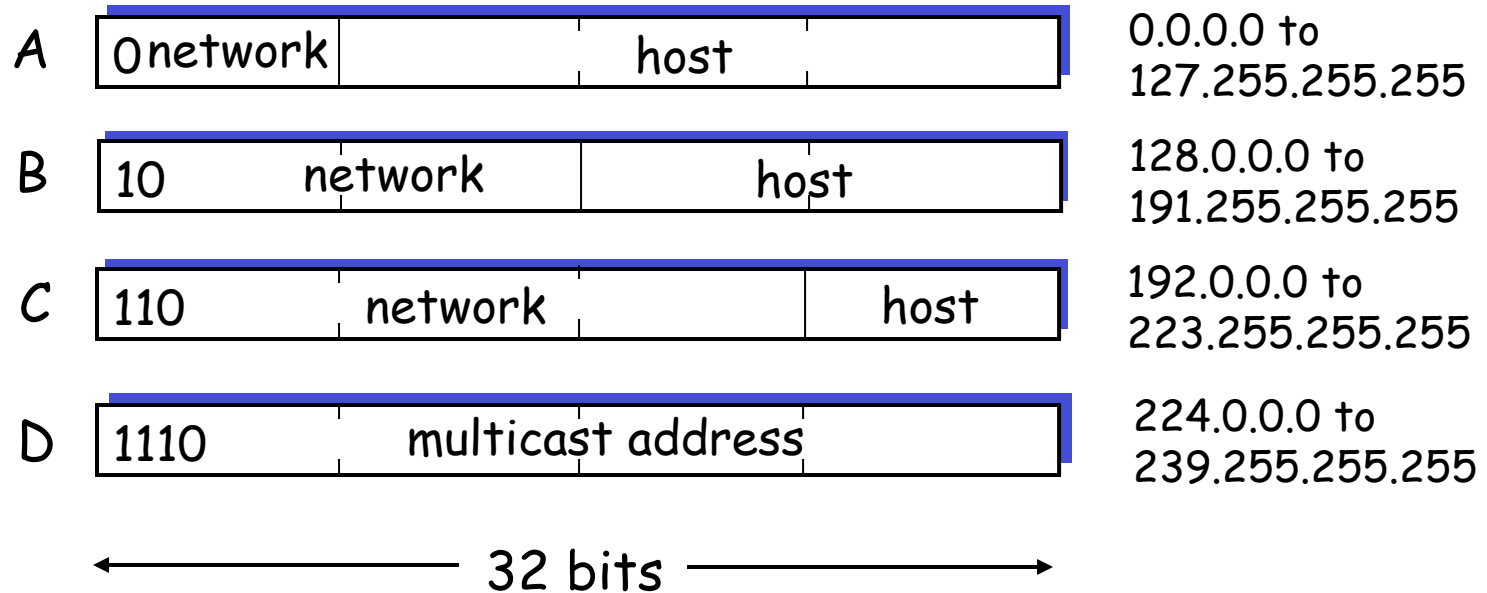 A
0 network host
0.0.0.0 to
127.255.255.255
B
10 network host
128.0.0.0 to
191.255.255.255
C
110 network host
192.0.0.0 to
223.255.255.255
D
1110 multicast address
224.0.0.0 to
239.255.255.255
32 bits